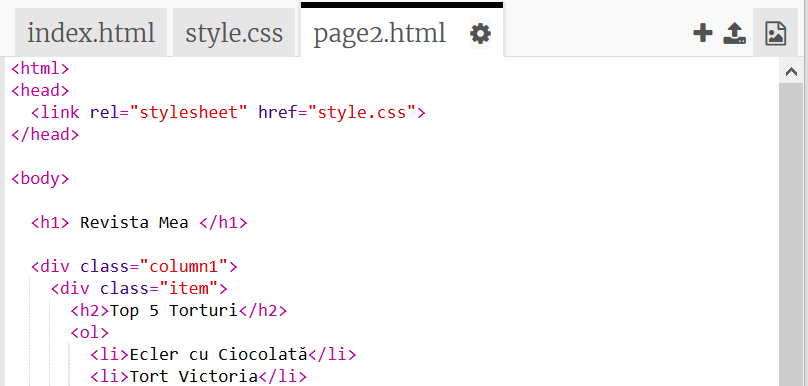 index.html style.css page2.html
<html>
<head>
  <link rel="stylesheet" href="style.css">
</head>

<body>

  <h1> Revista Mea </h1>

  <div class="column1">
    <div class="item">
      <h2>Top 5 Torturi</h2>
      <ol>
        <li>Ecler cu Ciocolată</li>
        <li>Tort Victoria</li>